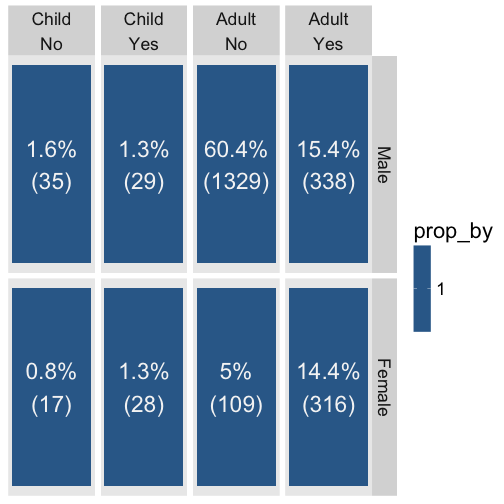 Child Child Adult Adult
No Yes No Yes
1.6% 1.3% 60.4% 15.4%
(35) (29) (1329) (338)
Male
prop_by
1
0.8% 1.3% 5% 14.4%
(17) (28) (109) (316)
Female